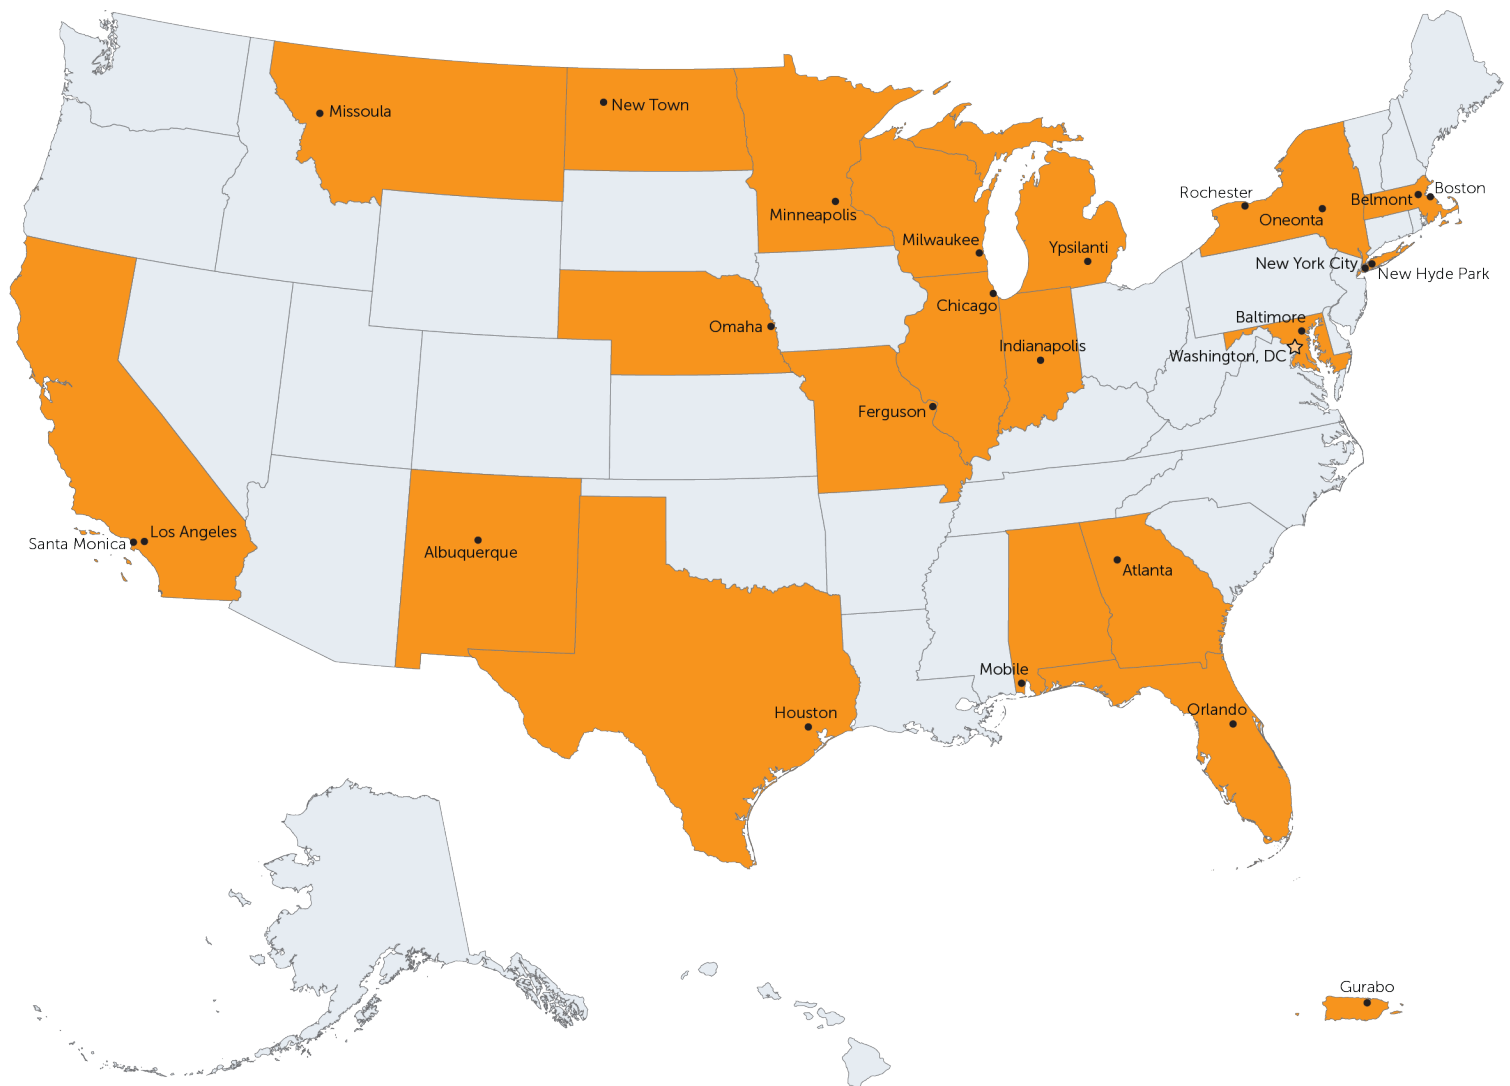 Missoula
New Town
Minneapolis
Milwaukee
Ypsilanti
Rochester
Oneonta
Belmont
Boston
New York City
New Hyde Park
Chicago
Omaha
Baltimore
Indianapolis
Washington, DC
Ferguson
Los Angeles
Santa Monica
Albuquerque
Atlanta
Mobile
Houston
Orlando
Gurabo